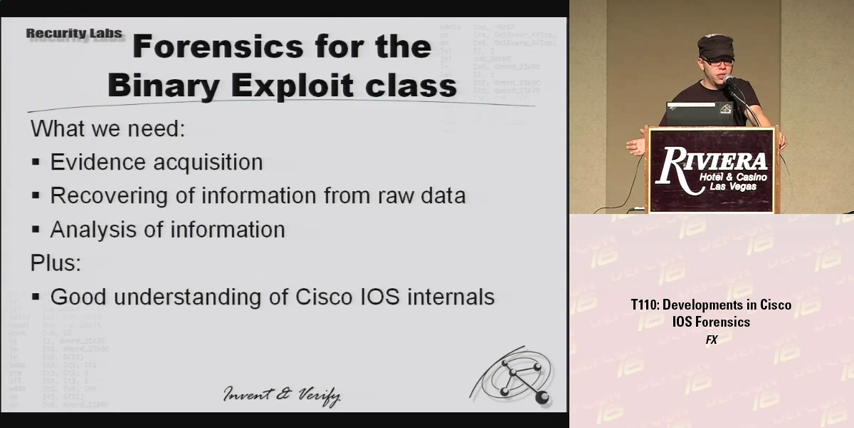 Recurity Labs
Forensics for the
Binary Exploit class
What we need:
▪ Evidence acquisition
▪ Recovering of information from raw data
▪ Analysis of information
Plus:
▪ Good understanding of Cisco IOS internals
Invent & Verify
RIVIERA
Hotel & Casino
Las Vegas
T110: Developments in Cisco
IOS Forensics
FX